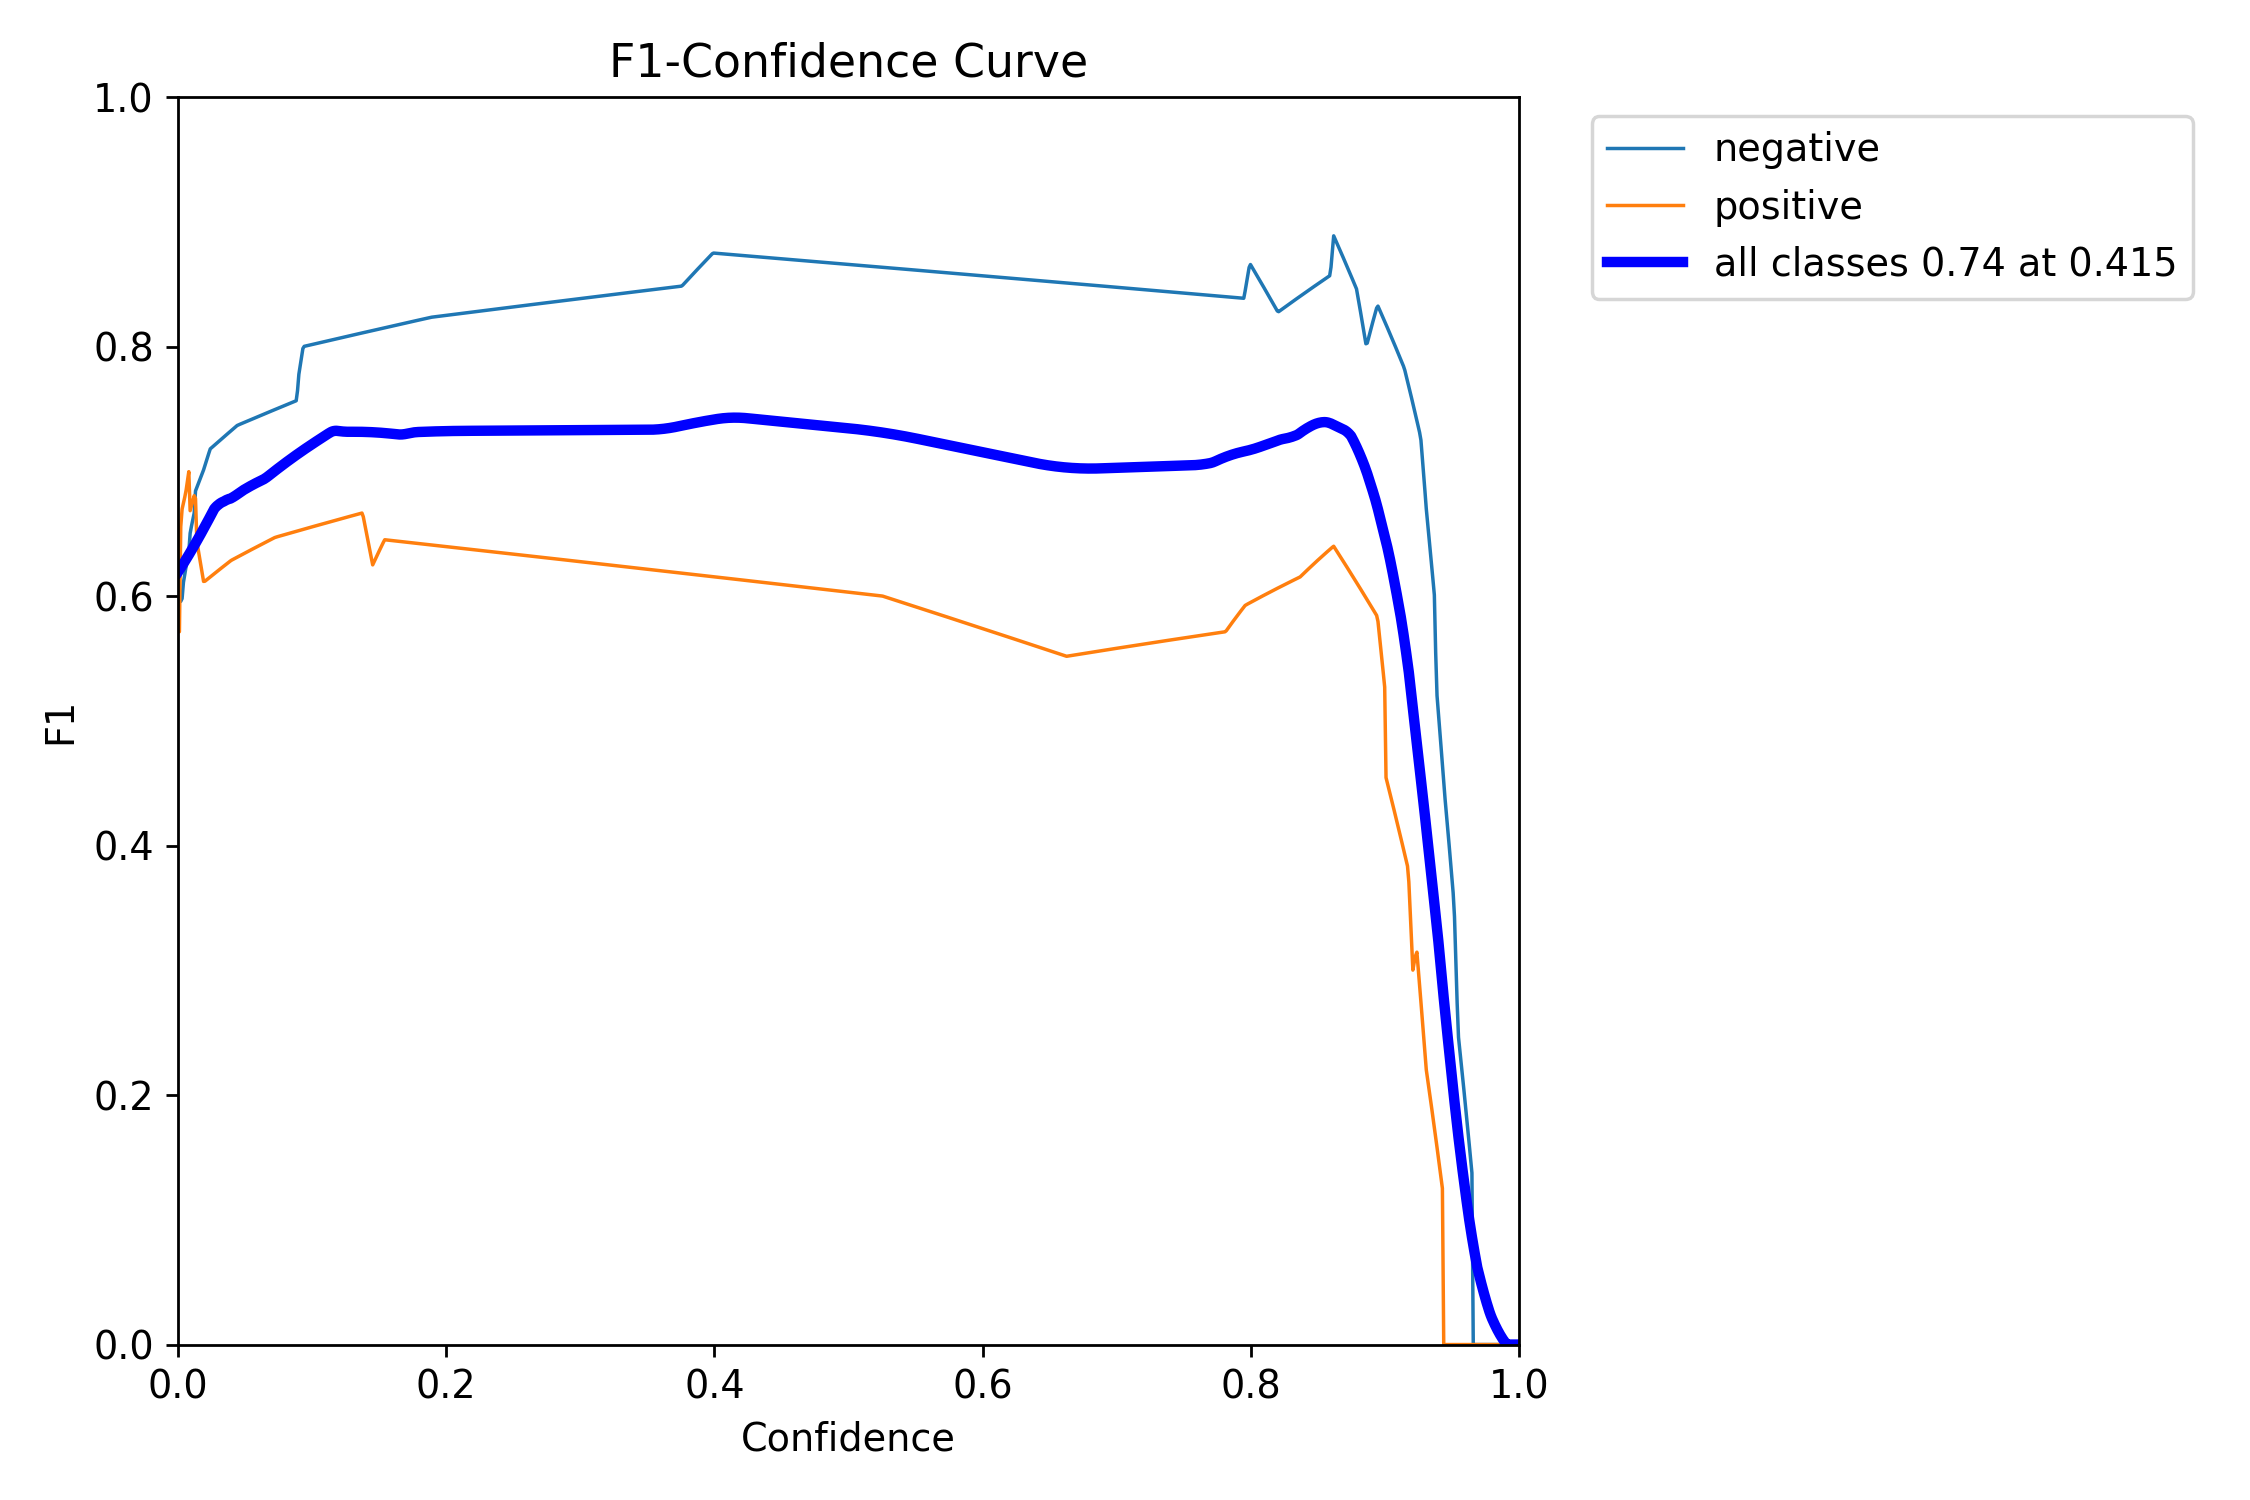 F1-Confidence Curve
1.0
0.8
0.6
0.4
0.2
0.0
F1
0.0 0.2 0.4 0.6 0.8 1.0
Confidence
negative
positive
all classes 0.74 at 0.415